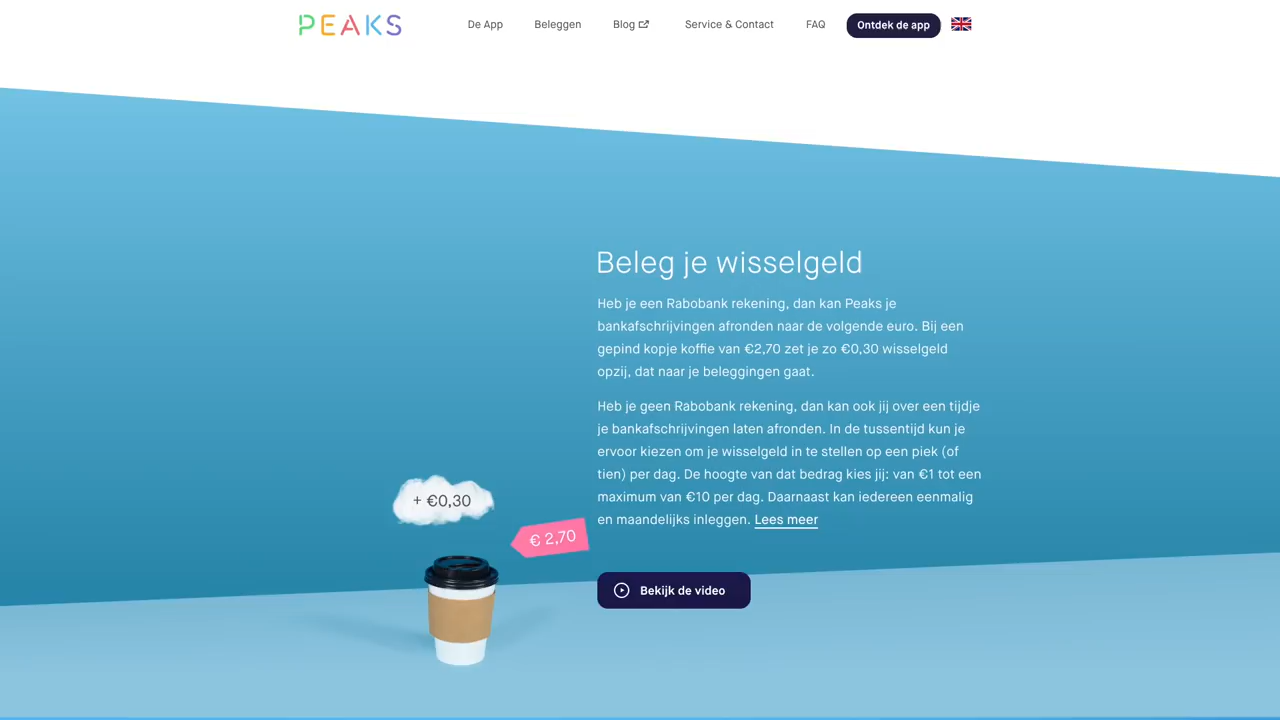 PEAKS
De App
Beleggen
Blog
Service & Contact
FAQ
Ontdek de app
Beleg je wisselgeld
Heb je een Rabobank rekening, dan kan Peaks je
bankafschrijvingen afronden naar de volgende euro. Bij een
gepind kopje koffie van €2,70 zet je zo €0,30 wisselgeld
opzij, dat naar je beleggingen gaat.
Heb je geen Rabobank rekening, dan kan ook jij over een tijdje
je bankafschrijvingen laten afronden. In de tussentijd kun je
ervoor kiezen om je wisselgeld in te stellen op een piek (of
tien) per dag. De hoogte van dat bedrag kies jij: van €1 tot een
maximum van €10 per dag. Daarnaast kan iedereen eenmalig
en maandelijks inleggen. Lees meer
+ €0,30
€ 2,70
Bekijk de video